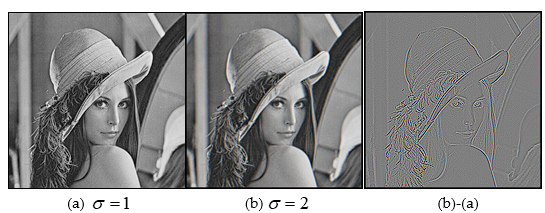 (a) σ =1 (b) σ = 2 (b)-(a)